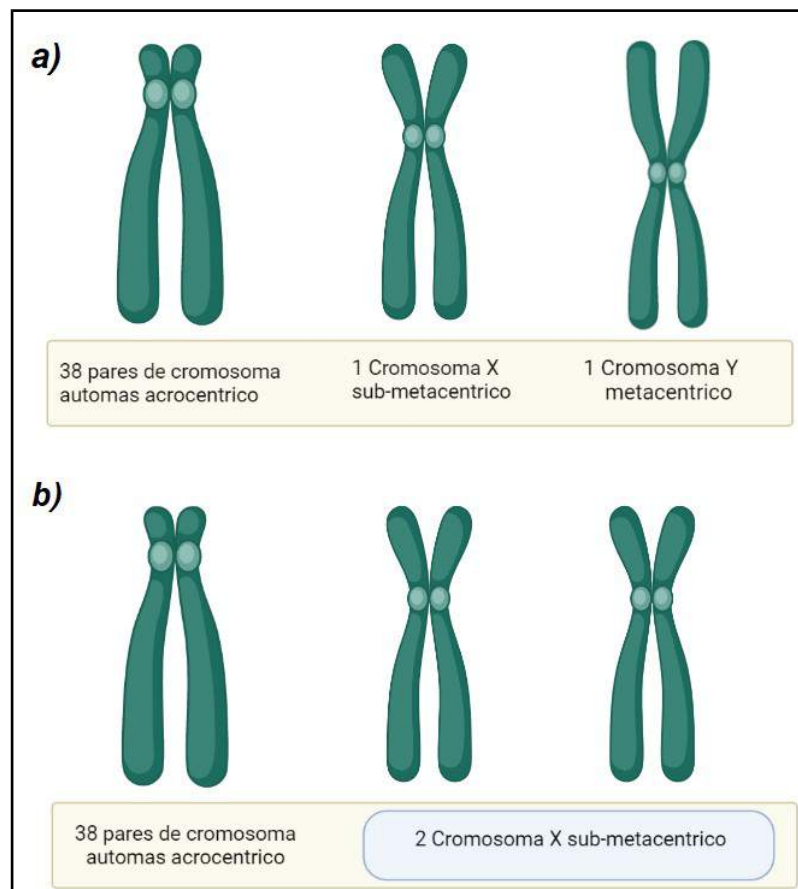 a)
38 pares de cromosoma
automas acrocentrico
1 Cromosoma X
sub-metacentrico
1 Cromosoma Y
metacentrico
b)
38 pares de cromosoma
automas acrocentrico
2 Cromosoma X sub-metacentrico